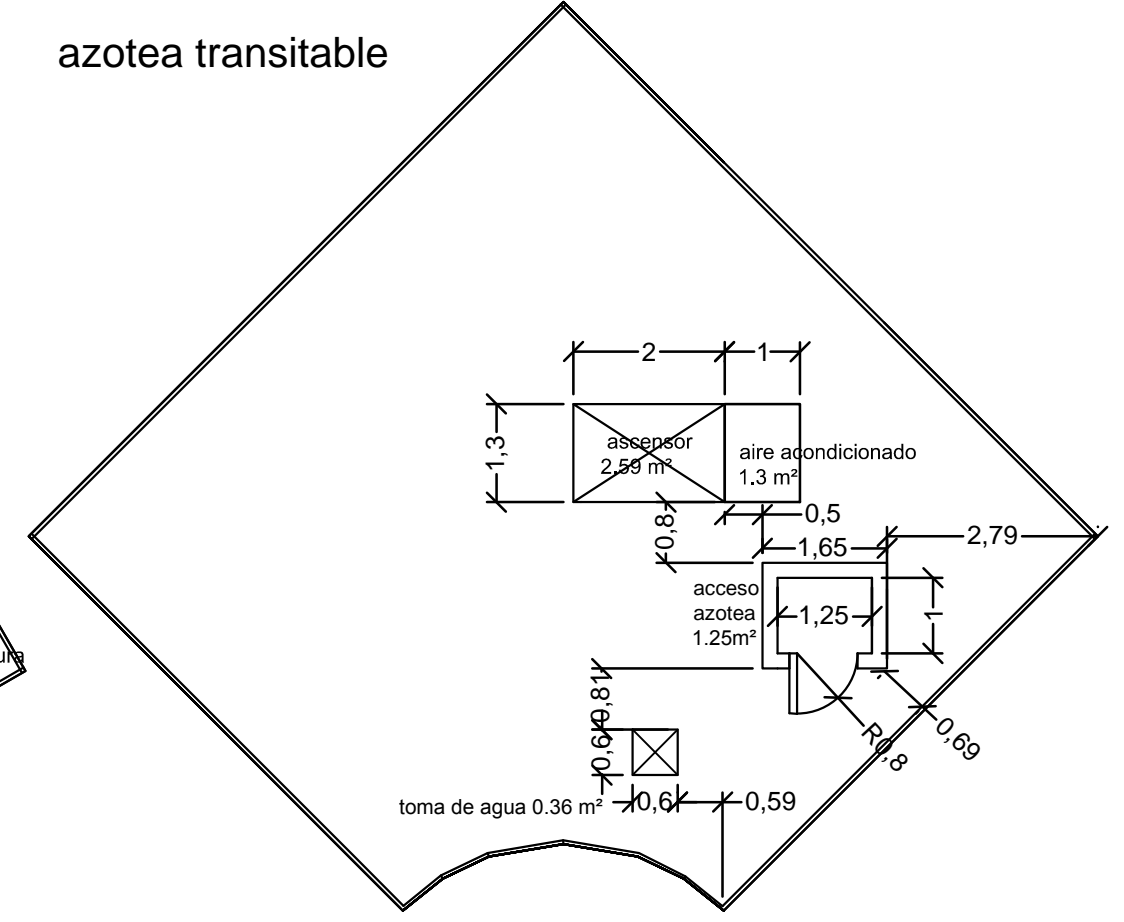 azotea transitable
2
1
1,3
ascensor
2.59 m²
aire acondicionado
1.3 m²
0,8
0,5
1,65
2,79
acceso
azotea
1.25m²
1,25
1
ura
0,81
0,6
R0,8
0,69
toma de agua 0.36 m²
0,6
0,59